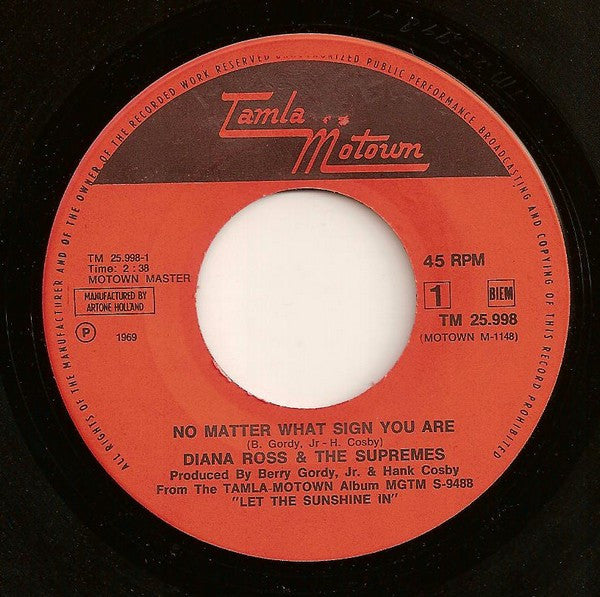 ALL RIGHTS OF THE MANUFACTURER AND OF THE OWNER OF THE RECORDED WORK RESERVED UNAUTHORIZED PUBLIC PERFORMANCE, BROADCASTING AND COPYING OF THIS RECORD PROHIBITED
Tamla
Motown
TM 25.998-1
Time: 2:38
MOTOWN MASTER
MANUFACTURED BY
ARTONE HOLLAND
Ⓟ 1969
45 RPM
1 BIEM
TM 25.998
(MOTOWN M-1148)
NO MATTER WHAT SIGN YOU ARE
(B. Gordy, Jr-H. Cosby)
DIANA ROSS & THE SUPREMES
Produced by Berry Gordy, Jr. & Hank Cosby
From The TAMLA-MOTOWN Album MGTM S-9488
"LET THE SUNSHINE IN"